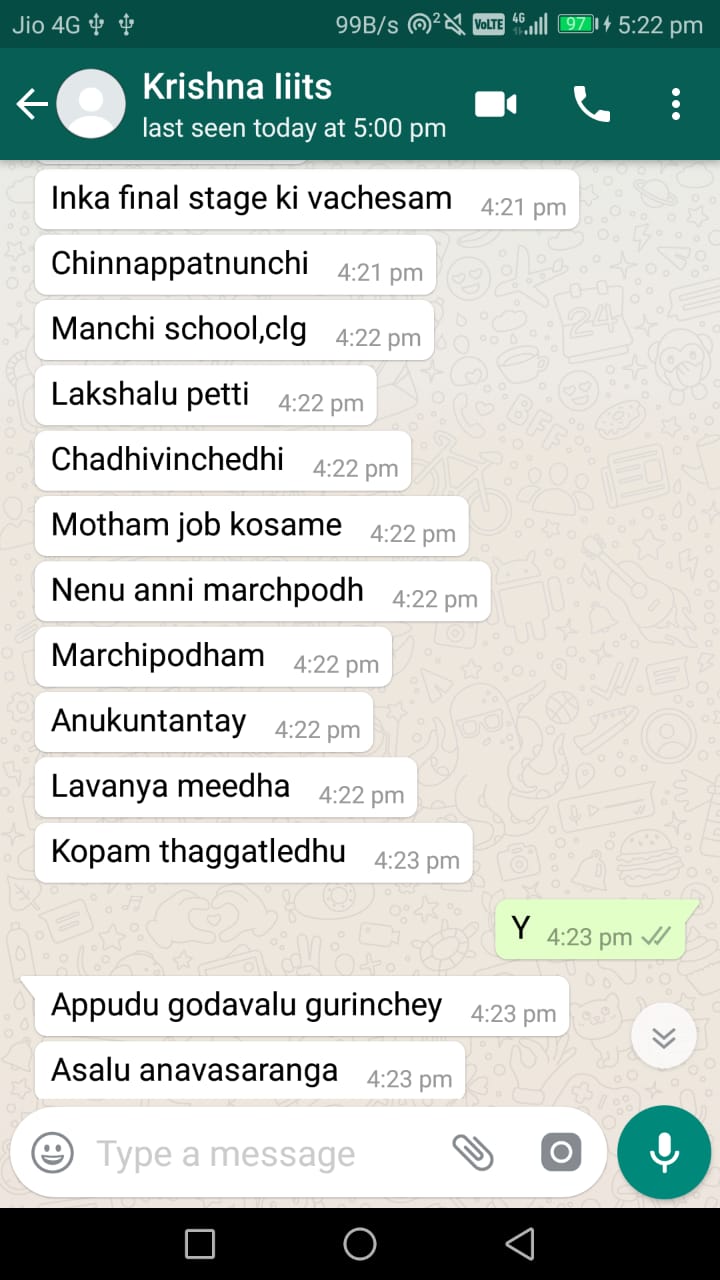 Jio 4G 99B/s 2 VoLTE 4G 97 5:22 pm
Krishna Iiits
last seen today at 5:00 pm
Inka final stage ki vachesam 4:21 pm
Chinnappatnunchi 4:21 pm
Manchi school,clg 4:22 pm
Lakshalu petti 4:22 pm
Chadhivinchedhi 4:22 pm
Motham job kosame 4:22 pm
Nenu anni marchpodh 4:22 pm
Marchipodham 4:22 pm
Anukuntantay 4:22 pm
Lavanya meedha 4:22 pm
Kopam thaggatledhu 4:23 pm
Y 4:23 pm
Appudu godavalu gurinchey 4:23 pm
Asalu anavasaranga 4:23 pm
Type a message